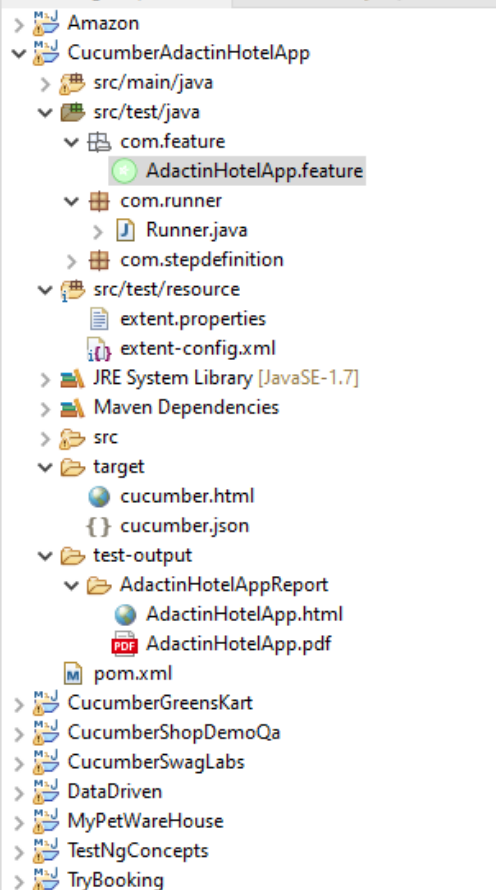 Amazon
CucumberAdactinHotelApp
src/main/java
src/test/java
com.feature
AdactinHotelApp.feature
com.runner
Runner.java
com.stepdefinition
src/test/resource
extent.properties
extent-config.xml
JRE System Library [JavaSE-1.7]
Maven Dependencies
src
target
cucumber.html
cucumber.json
test-output
AdactinHotelAppReport
AdactinHotelApp.html
PDF AdactinHotelApp.pdf
pom.xml
CucumberGreensKart
CucumberShopDemoQa
CucumberSwagLabs
DataDriven
MyPetWareHouse
TestNgConcepts
TryBooking